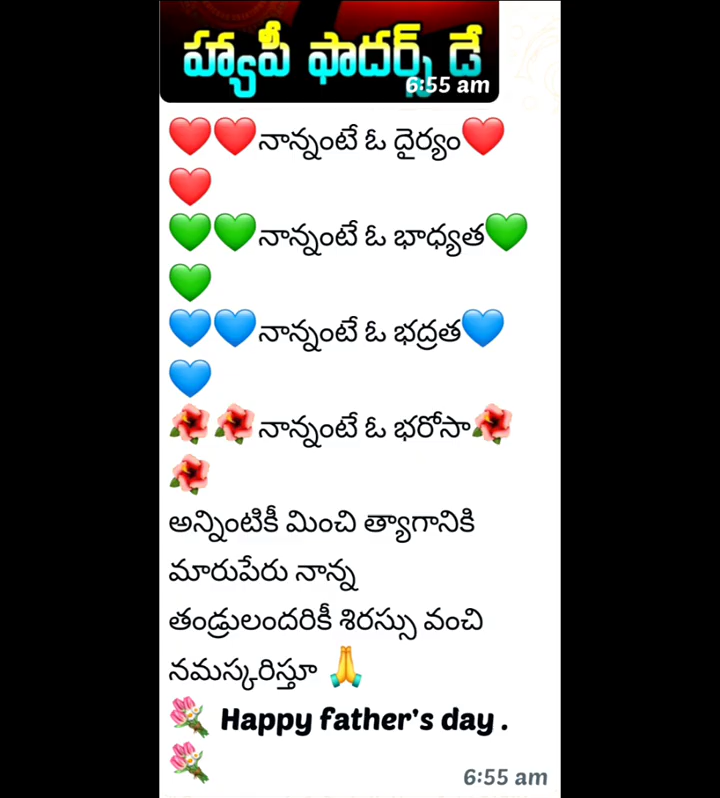 హ్యాపీ ఫాదర్స్ డే
6:55 am
❤️❤️నాన్నంటే ఓ దైర్యం❤️
❤️
💚💚నాన్నంటే ఓ భాధ్యత💚
💚
💙💙నాన్నంటే ఓ భద్రత💙
💙
🌺🌺నాన్నంటే ఓ భరోసా🌺
🌺
అన్నింటికీ మించి త్యాగానికి
మారుపేరు నాన్న
తండ్రులందరికీ శిరస్సు వంచి
నమస్కరిస్తూ 🙏
💐 Happy father's day .
💐
6:55 am